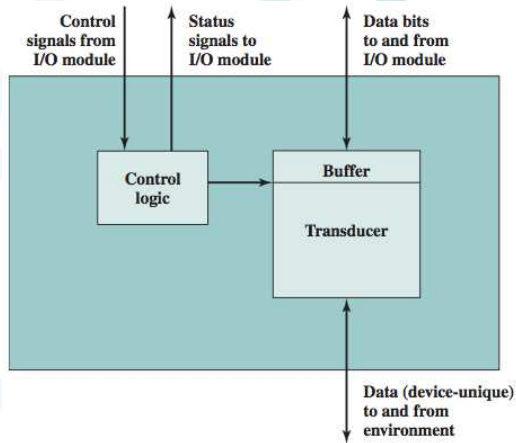 Control
signals from
I/O module
Status
signals to
I/O module
Data bits
to and from
I/O module
Control
logic
Buffer
Transducer
Data (device-unique)
to and from
environment